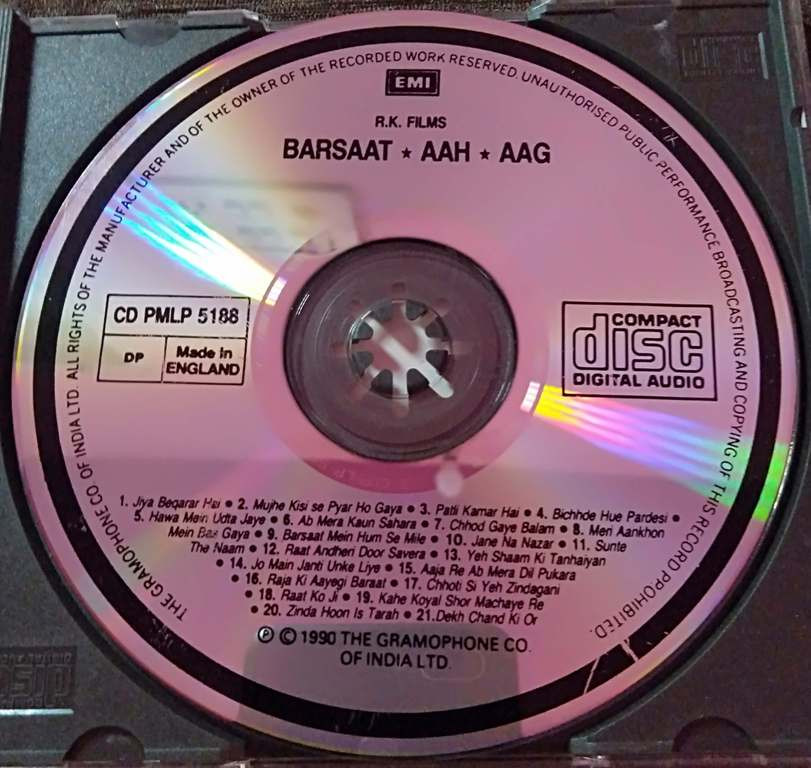 EMI
R.K. FILMS
BARSAAT ★ AAH ★ AAG
CD PMLP 5188
DP
Made in
ENGLAND
COMPACT
disc
DIGITAL AUDIO
1. Jiya Beqarar Hai ● 2. Mujhe Kisi se Pyar Ho Gaya ● 3. Patli Kamar Hai ● 4. Bichhde Hue Pardesi ●
5. Hawa Mein Udta Jaye ● 6. Ab Mera Kaun Sahara ● 7. Chhod Gaye Balam ● 8. Meri Aankhon
Mein Bas Gaya ● 9. Barsaat Mein Hum Se Mile ● 10. Jane Na Nazar ● 11. Sunte
The Naam ● 12. Raat Andheri Door Savera ● 13. Yeh Shaam Ki Tanhaiyan
● 14. Jo Main Janti Unke Liye ● 15. Aaja Re Ab Mera Dil Pukara
● 16. Raja Ki Aayegi Baraat ● 17. Chhoti Si Yeh Zindagani
● 18. Raat Ko Ji ● 19. Kahe Koyal Shor Machaye Re
● 20. Zinda Hoon Is Tarah ● 21.Dekh Chand Ki Or
℗ © 1990 THE GRAMOPHONE CO.
OF INDIA LTD.
THE GRAMOPHONE CO. OF INDIA LTD. ALL RIGHTS OF THE MANUFACTURER AND OF THE OWNER OF THE RECORDED WORK RESERVED. UNAUTHORISED PUBLIC PERFORMANCE BROADCASTING AND COPYING OF THIS RECORD PROHIBITED.